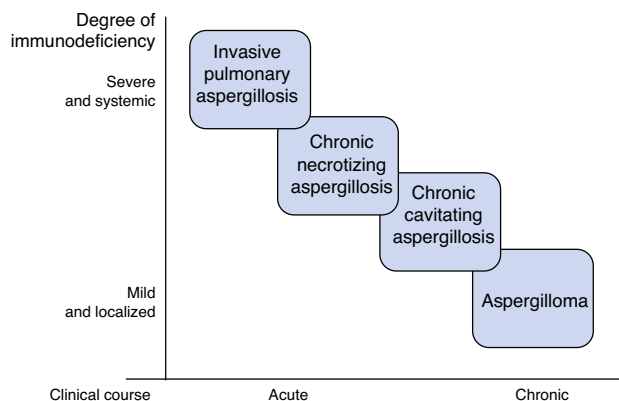 Degree of
immunodeficiency
Severe
and systemic
Invasive
pulmonary
aspergillosis
Chronic
necrotizing
aspergillosis
Chronic
cavitating
aspergillosis
Mild
and localized
Aspergilloma
Clinical course
Acute
Chronic